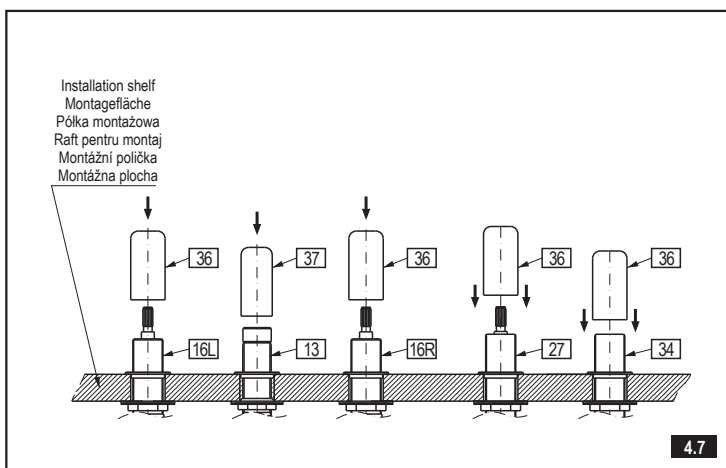 Installation shelf
Montagefläche
Półka montażowa
Raft pentru montaj
Montážní polička
Montážna plocha
36
37
36
36
36
16L
13
16R
27
34
4.7